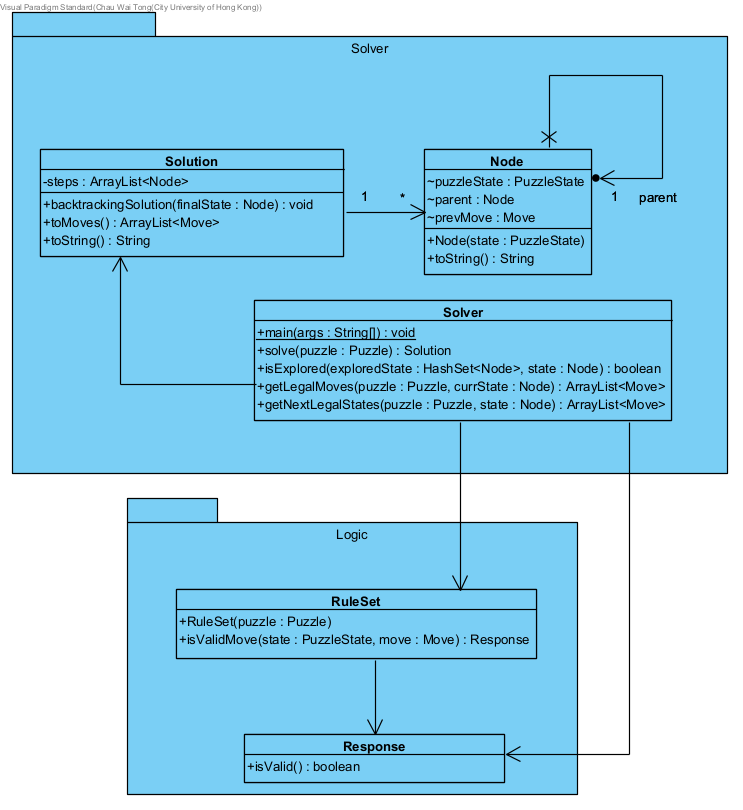 Visual Paradigm Standard(Chau Wai Tong(City University of Hong Kong))
Solver
Solution
-steps : ArrayList<Node>
+backtrackingSolution(finalState : Node) : void
+toMoves() : ArrayList<Move>
+toString() : String
1
*
Node
~puzzleState : PuzzleState
~parent : Node
~prevMove : Move
+Node(state : PuzzleState)
+toString() : String
1
parent
Solver
+main(args : String[]) : void
+solve(puzzle : Puzzle) : Solution
+isExplored(exploredState : HashSet<Node>, state : Node) : boolean
+getLegalMoves(puzzle : Puzzle, currState : Node) : ArrayList<Move>
+getNextLegalStates(puzzle : Puzzle, state : Node) : ArrayList<Move>
Logic
RuleSet
+RuleSet(puzzle : Puzzle)
+isValidMove(state : PuzzleState, move : Move) : Response
Response
+isValid() : boolean